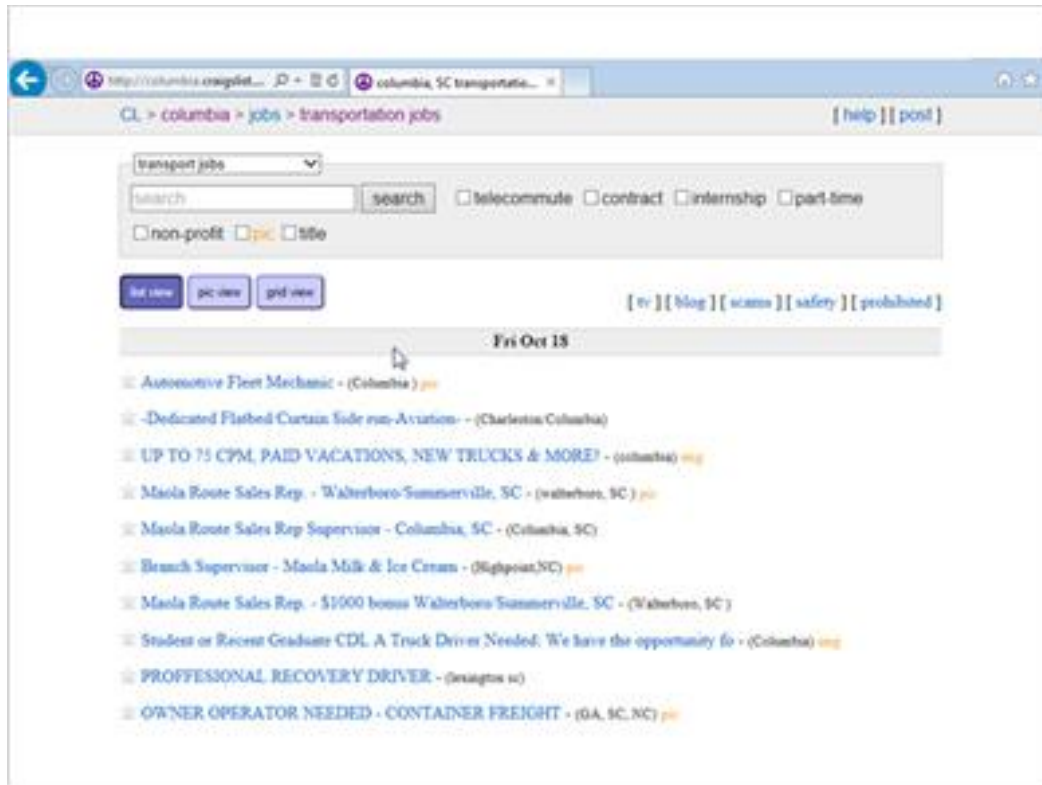 columbia.craigslist... columbia, SC transportatio...
CL > columbia > jobs > transportation jobs [ help ] [ post ]
transport jobs
search search telecommute contract internship part-time
non-profit pic title
list view pic view grid view
[ tv ] [ blog ] [ scams ] [ safety ] [ prohibited ]
Fri Oct 18
Automotive Fleet Mechanic - (Columbia ) pic
-Dedicated Flatbed/Curtain Side run-Aviation- - (Charleston/Columbia)
UP TO 75 CPM, PAID VACATIONS, NEW TRUCKS & MORE! - (columbia) img
Maola Route Sales Rep. - Walterboro/Summerville, SC - (walterboro, SC ) pic
Maola Route Sales Rep Supervisor - Columbia, SC - (Columbia, SC)
Branch Supervisor - Maola Milk & Ice Cream - (Highpoint,NC) pic
Maola Route Sales Rep. - $1000 bonus Walterboro/Summerville, SC - (Walterboro, SC )
Student or Recent Graduate CDL A Truck Driver Needed. We have the opportunity fo - (Columbia) img
PROFFESIONAL RECOVERY DRIVER - (lexington sc)
OWNER OPERATOR NEEDED - CONTAINER FREIGHT - (GA, SC, NC) pic